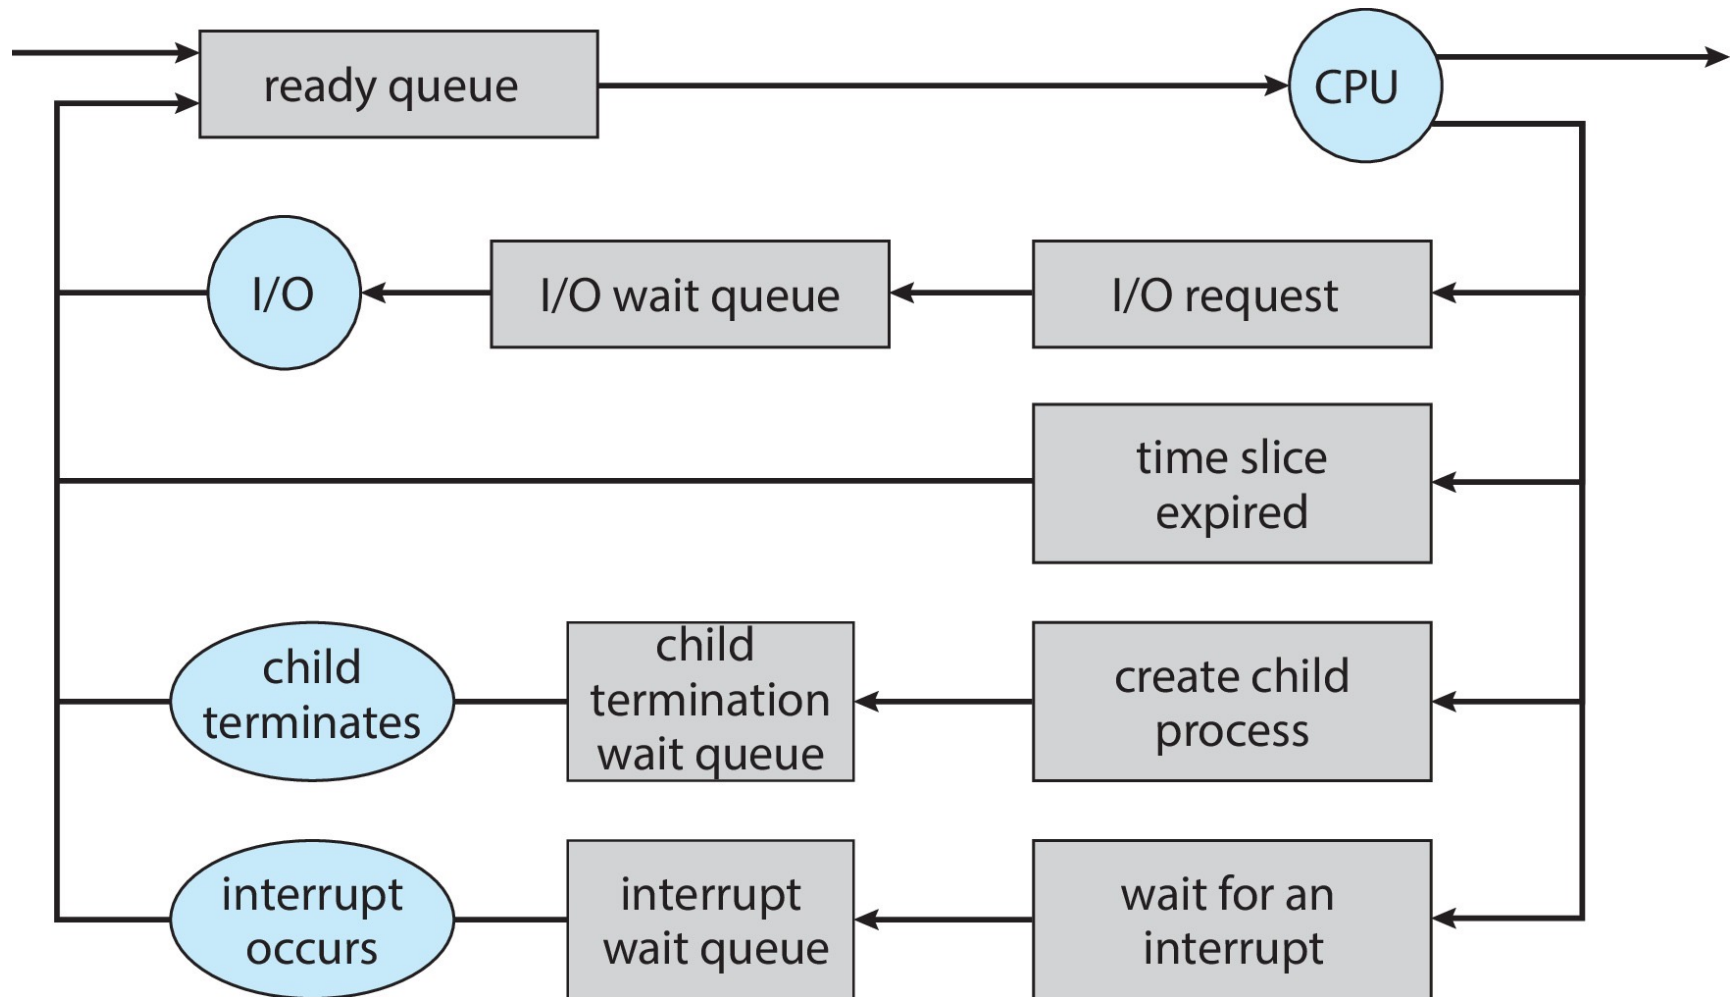 ready queue
CPU
I/O
I/O wait queue
I/O request
time slice
expired
child
terminates
child
termination
wait queue
create child
process
interrupt
occurs
interrupt
wait queue
wait for an
interrupt